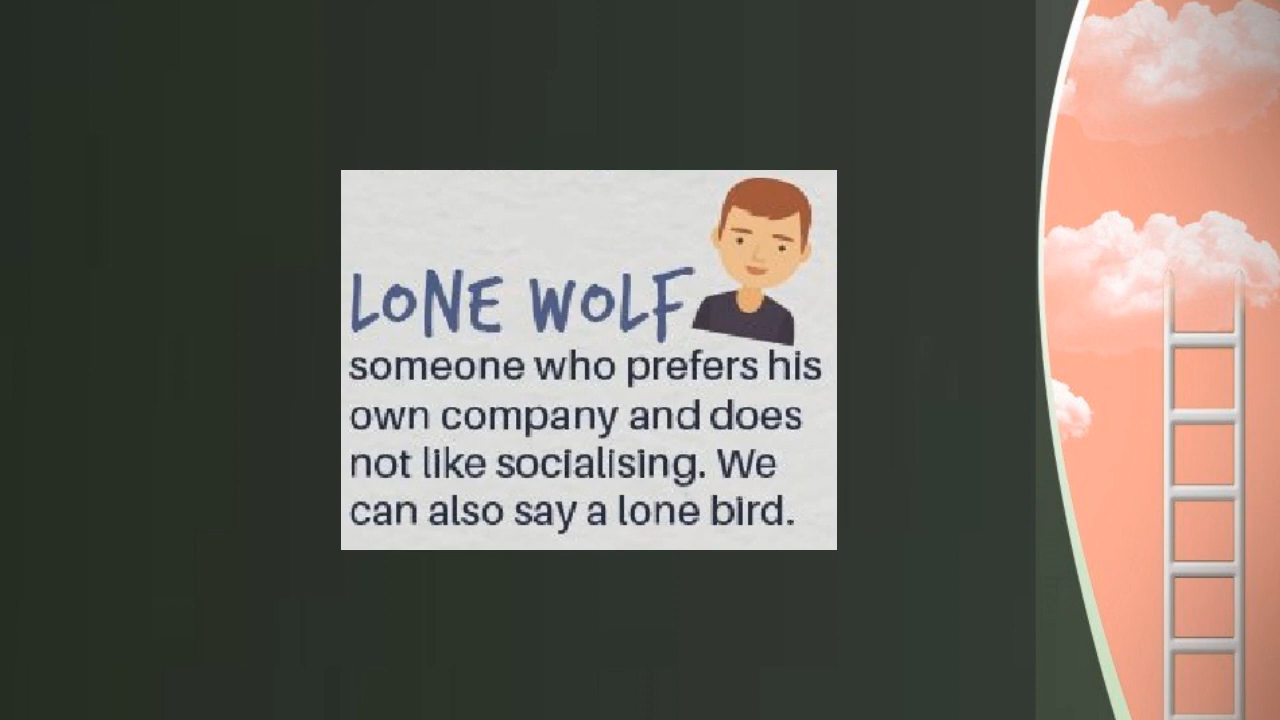 LONE WOLF
someone who prefers his
own company and does
not like socialising. We
can also say a lone bird.